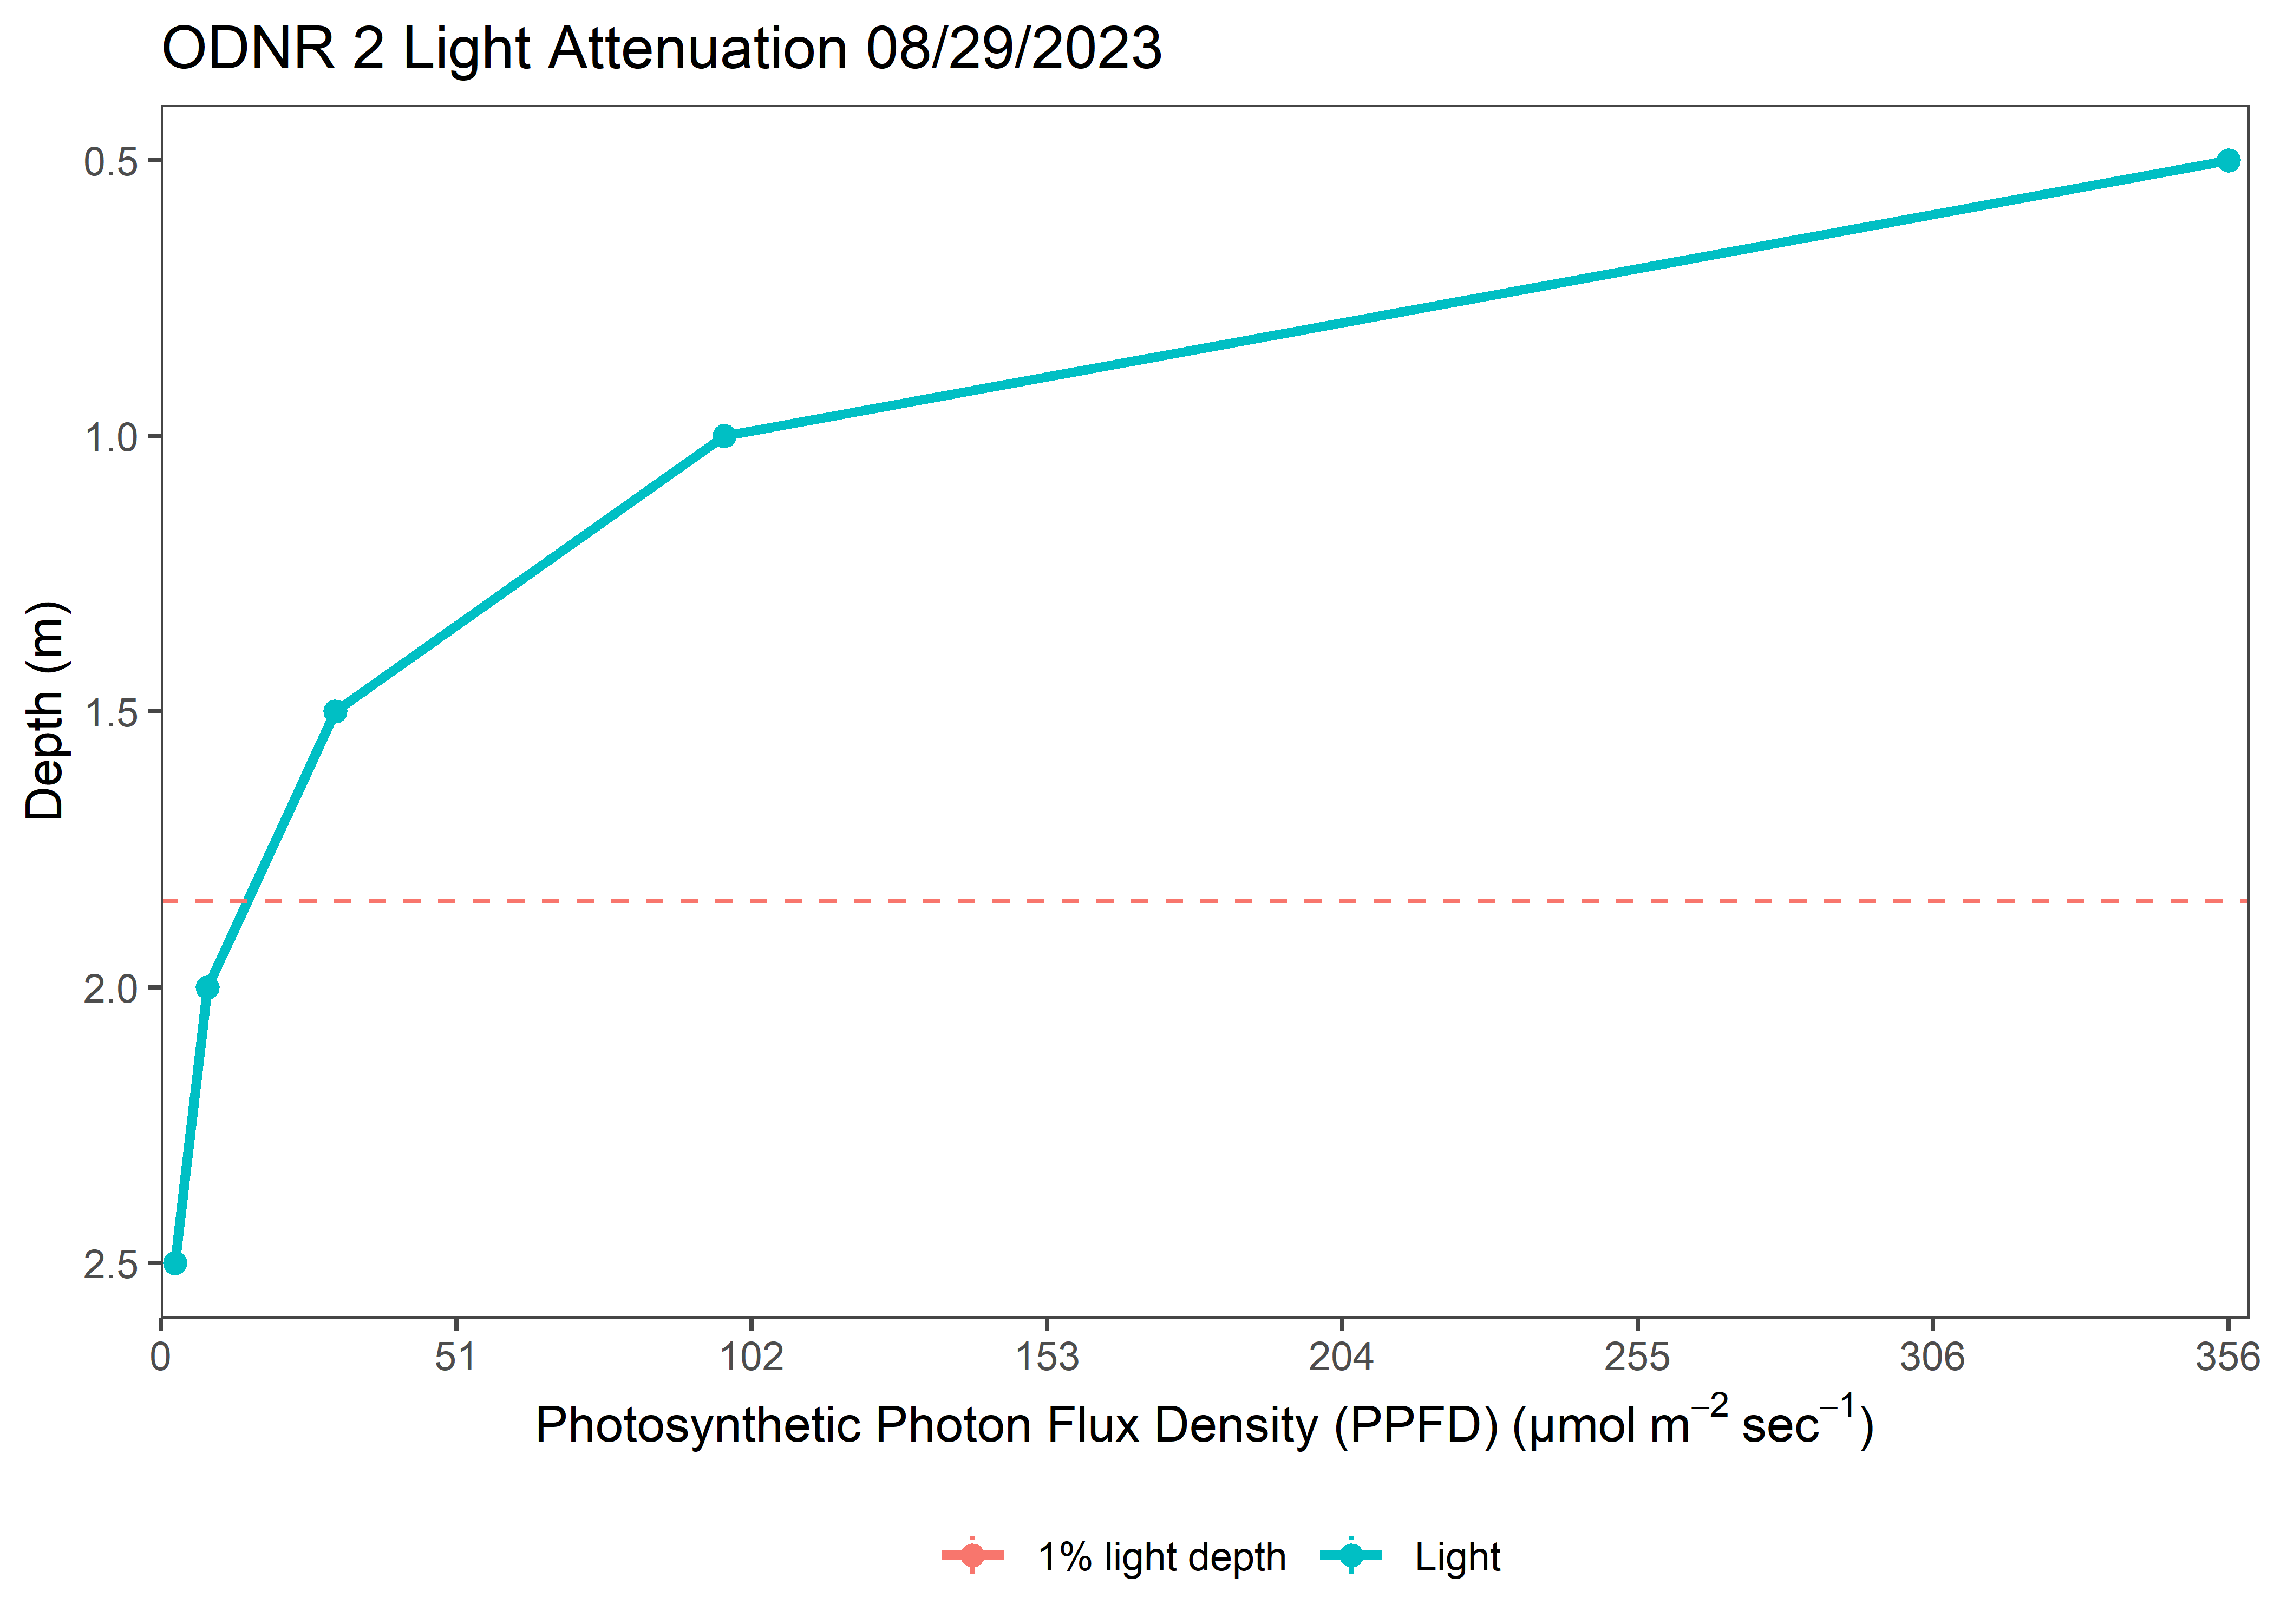 ODNR 2 Light Attenuation 08/29/2023
0.5
1.0
1.5
2.0
2.5
Depth (m)
0 51 102 153 204 255 306 356
Photosynthetic Photon Flux Density (PPFD) (μmol m⁻² sec⁻¹)
1% light depth Light